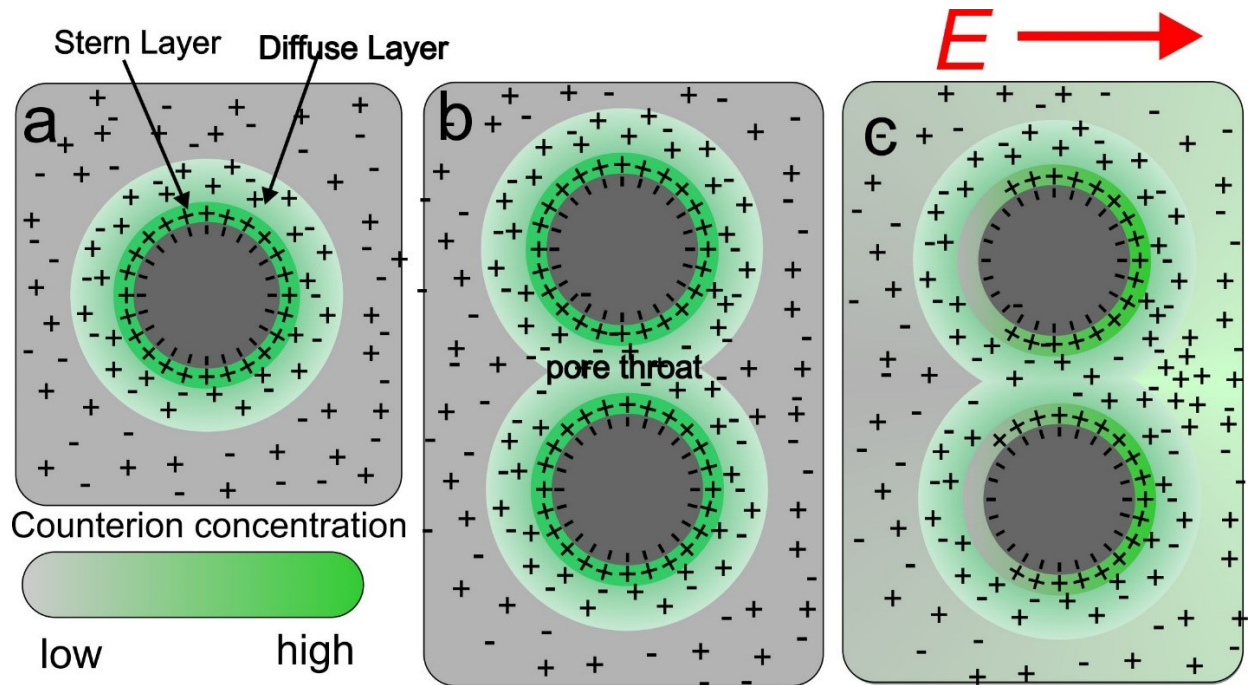 Stern Layer
Diffuse Layer
E
a
b
c
pore throat
Counterion concentration
low
high